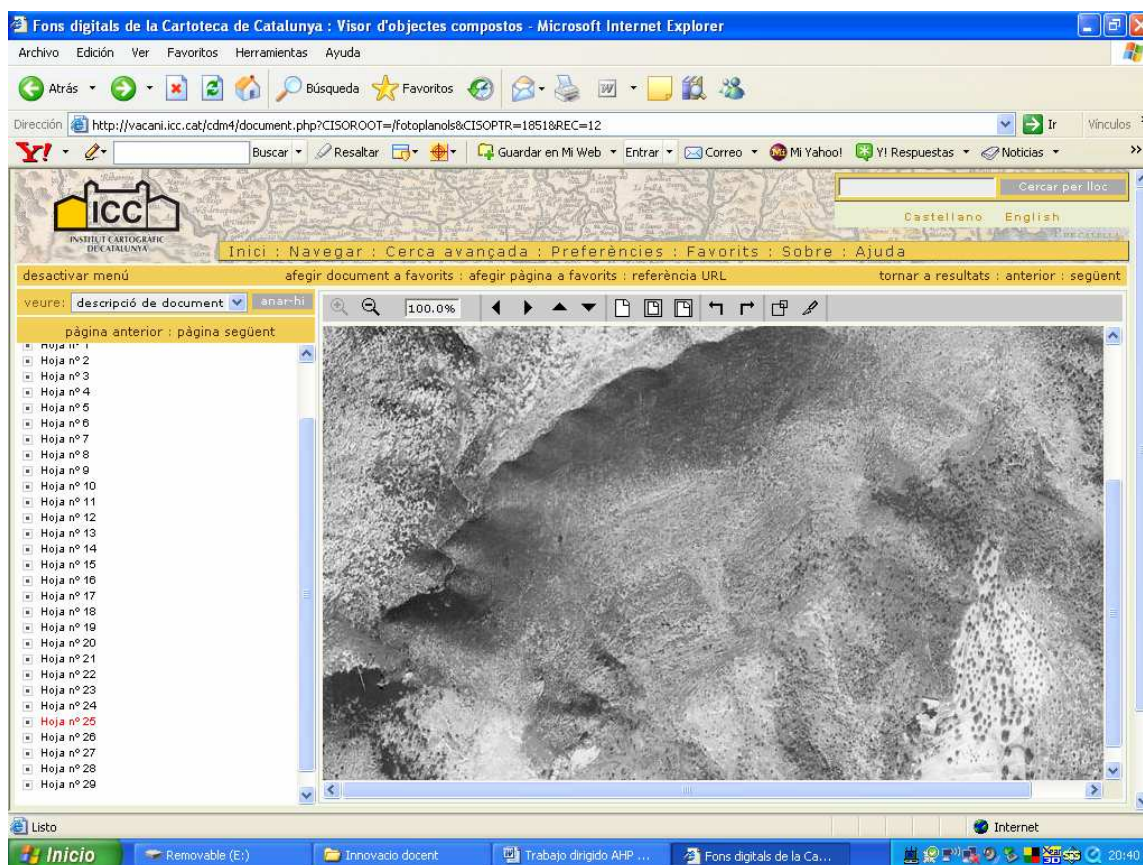 Fons digitals de la Cartoteca de Catalunya : Visor d'objectes compostos - Microsoft Internet Explorer
Archivo Edición Ver Favoritos Herramientas Ayuda
Atrás Búsqueda Favoritos
Dirección http://vacani.icc.cat/cdm4/document.php?CISOROOT=/fotoplanols&CISOPTR=1851&REC=12 Ir Vínculos
Y! Buscar Resaltar Guardar en Mi Web Entrar Correo Mi Yahoo! Y! Respuestas Noticias »
Cercar per lloc
ICC
Castellano English
INSTITUT CARTOGRÀFIC
DE CATALUNYA
Inici : Navegar : Cerca avançada : Preferències : Favorits : Sobre : Ajuda
desactivar menú afegir document a favorits : afegir pàgina a favorits : referència URL tornar a resultats : anterior : següent
veure: descripció de document anar-hi 100.0%
pàgina anterior : pàgina següent
Hoja nº 1
Hoja nº 2
Hoja nº 3
Hoja nº 4
Hoja nº 5
Hoja nº 6
Hoja nº 7
Hoja nº 8
Hoja nº 9
Hoja nº 10
Hoja nº 11
Hoja nº 12
Hoja nº 13
Hoja nº 14
Hoja nº 15
Hoja nº 16
Hoja nº 17
Hoja nº 18
Hoja nº 19
Hoja nº 20
Hoja nº 21
Hoja nº 22
Hoja nº 23
Hoja nº 24
Hoja nº 25
Hoja nº 26
Hoja nº 27
Hoja nº 28
Hoja nº 29
Listo Internet
Inicio Removable (E:) Innovacio docent Trabajo dirigido AHP ... Fons digitals de la Ca... 20:40